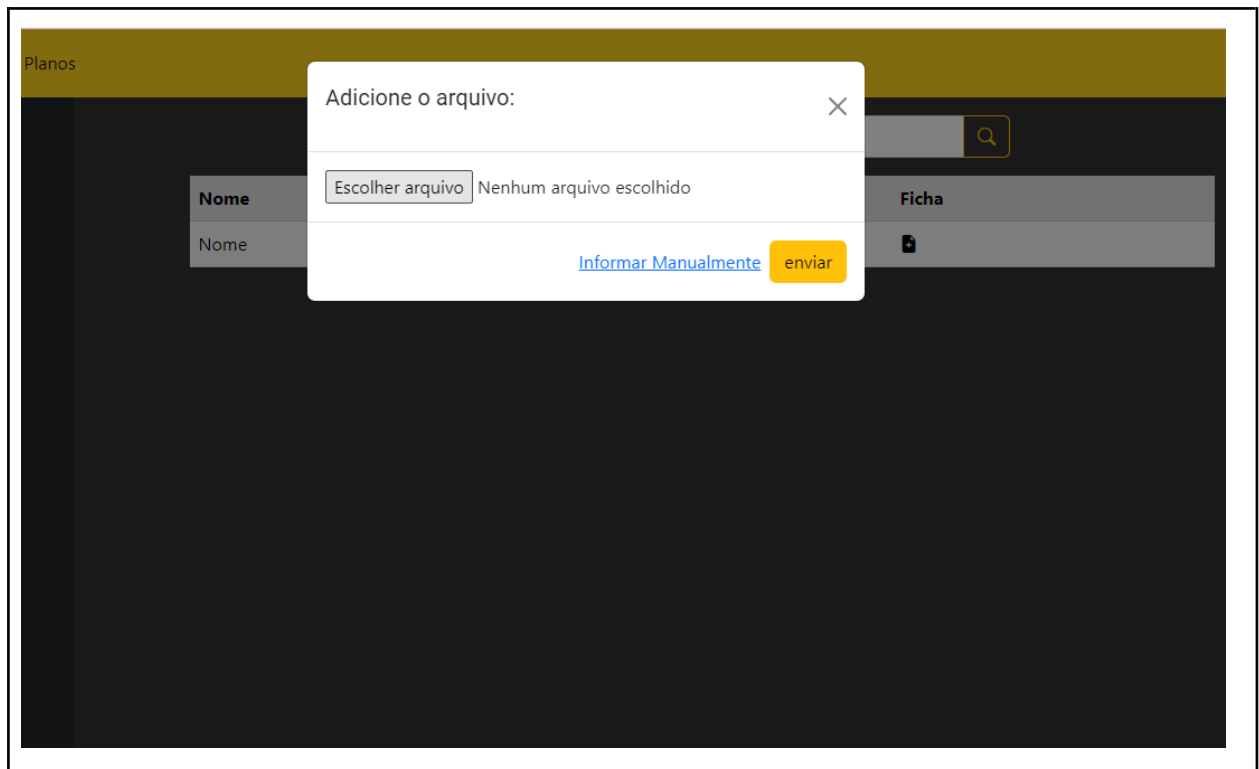 Planos
Adicione o arquivo:
Escolher arquivo Nenhum arquivo escolhido
Nome Ficha
Nome
Informar Manualmente enviar